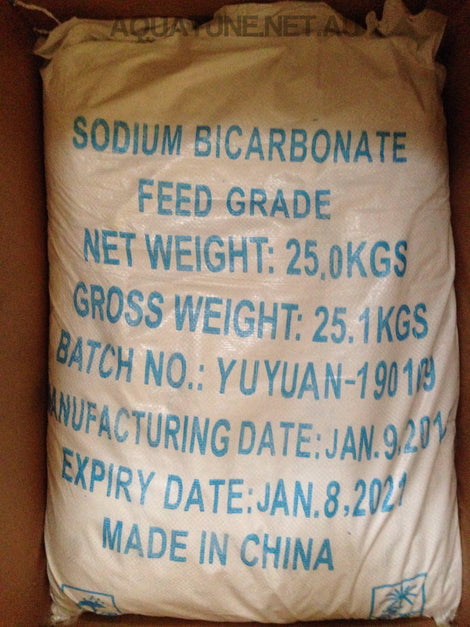 AQUATUNE.NET.AU
SODIUM BICARBONATE
FEED GRADE
NET WEIGHT: 25.0KGS
GROSS WEIGHT: 25.1KGS
BATCH NO.: YUYUAN-190109
ANUFACTURING DATE: JAN.9,201
EXPIRY DATE: JAN.8,2021
MADE IN CHINA